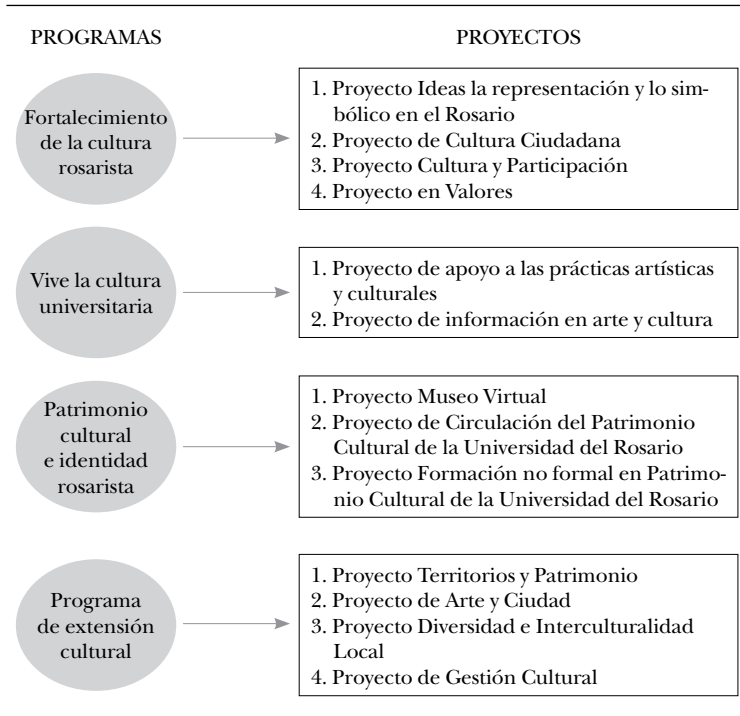 PROGRAMAS
PROYECTOS
Fortalecimiento
de la cultura
rosarista
1. Proyecto Ideas la representación y lo sim-
bólico en el Rosario
2. Proyecto de Cultura Ciudadana
3. Proyecto Cultura y Participación
4. Proyecto en Valores
Vive la cultura
universitaria
1. Proyecto de apoyo a las prácticas artísticas
y culturales
2. Proyecto de información en arte y cultura
Patrimonio
cultural
e identidad
rosarista
1. Proyecto Museo Virtual
2. Proyecto de Circulación del Patrimonio
Cultural de la Universidad del Rosario
3. Proyecto Formación no formal en Patrimo-
nio Cultural de la Universidad del Rosario
Programa
de extensión
cultural
1. Proyecto Territorios y Patrimonio
2. Proyecto de Arte y Ciudad
3. Proyecto Diversidad e Interculturalidad
Local
4. Proyecto de Gestión Cultural